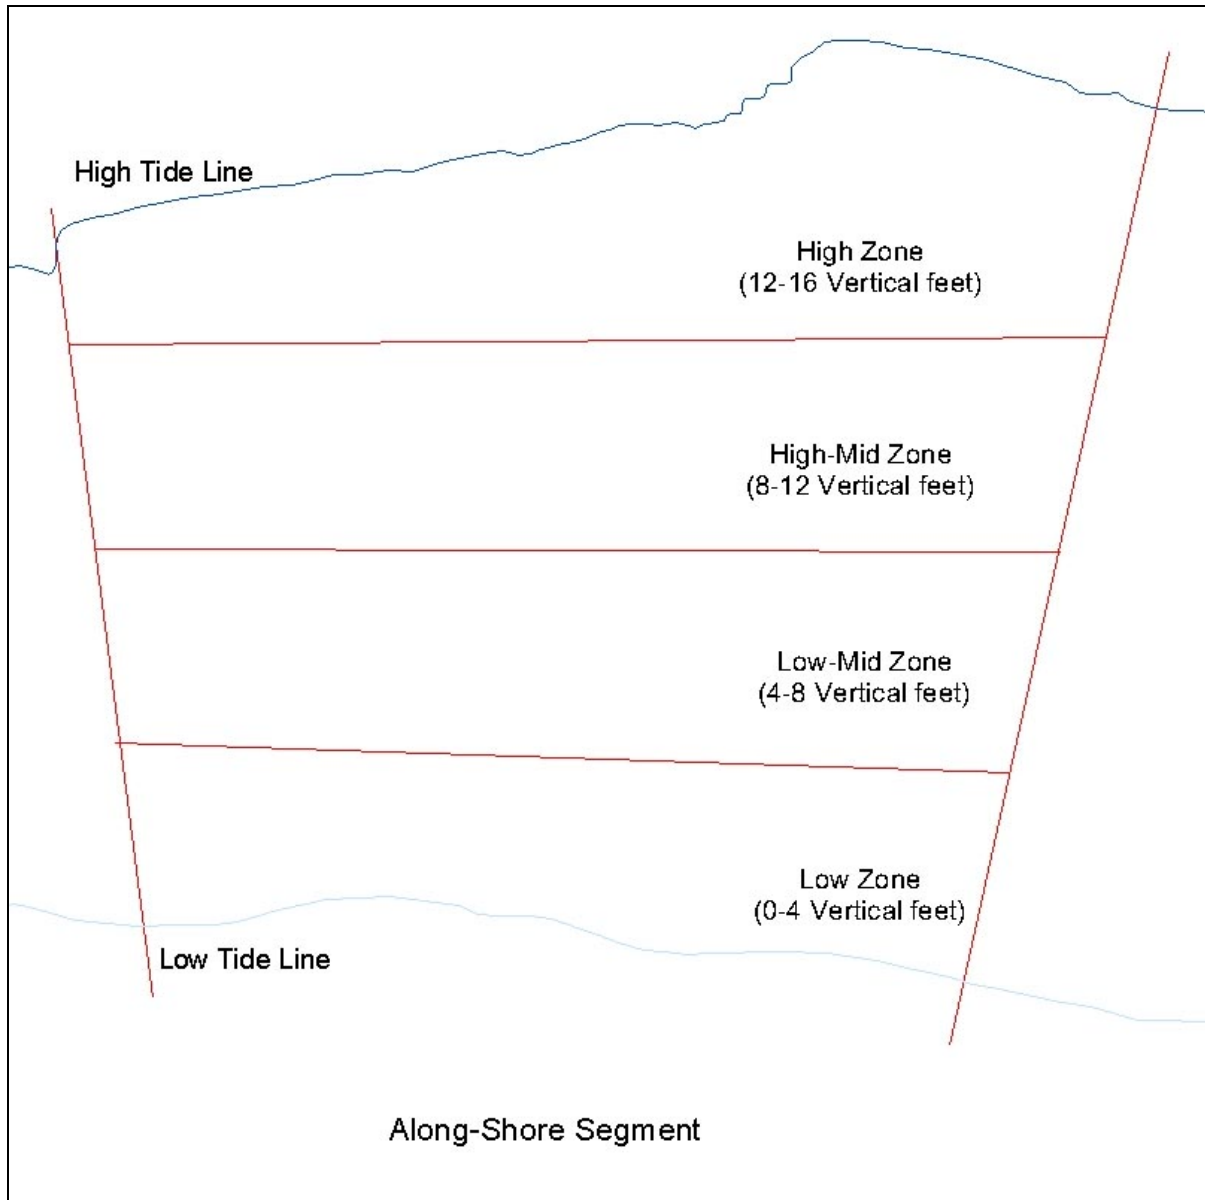 High Tide Line
High Zone
(12-16 Vertical feet)
High-Mid Zone
(8-12 Vertical feet)
Low-Mid Zone
(4-8 Vertical feet)
Low Zone
(0-4 Vertical feet)
Low Tide Line
Along-Shore Segment